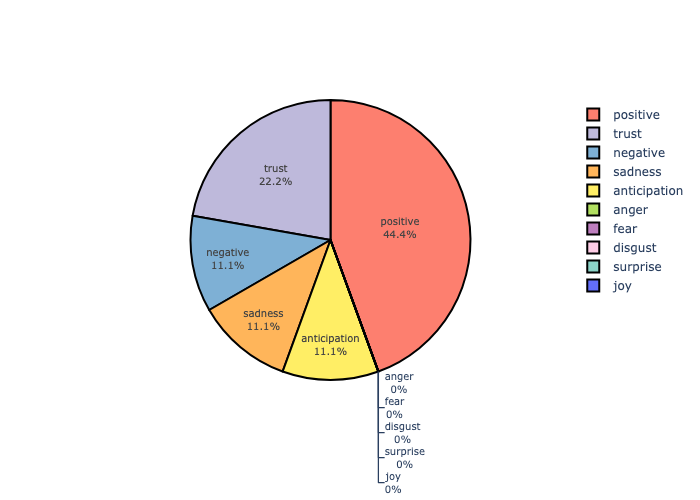 trust
22.2%
positive
44.4%
negative
11.1%
sadness
11.1%
anticipation
11.1%
anger
0%
fear
0%
disgust
0%
surprise
0%
joy
0%
positive
trust
negative
sadness
anticipation
anger
fear
disgust
surprise
joy